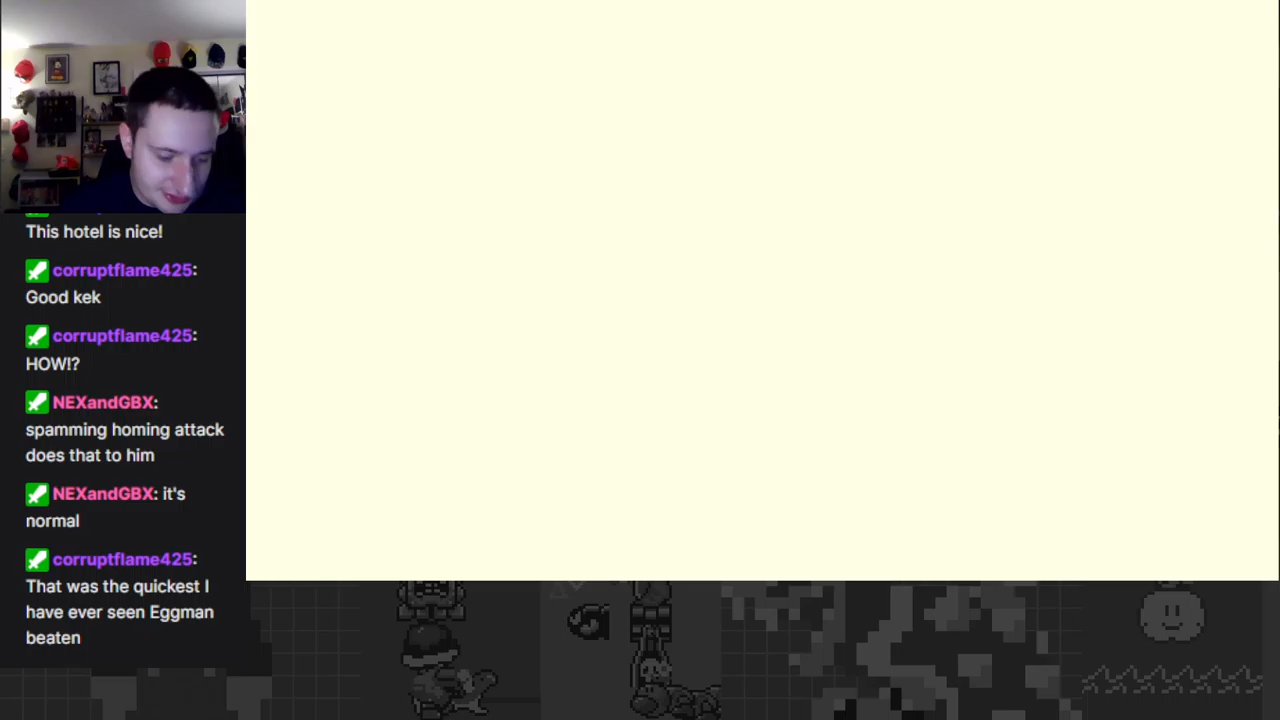 This hotel is nice!
corruptflame425:
Good kek
corruptflame425:
HOW!?
NEXandGBX:
spamming homing attack
does that to him
NEXandGBX: it's
normal
corruptflame425:
That was the quickest I
have ever seen Eggman
beaten